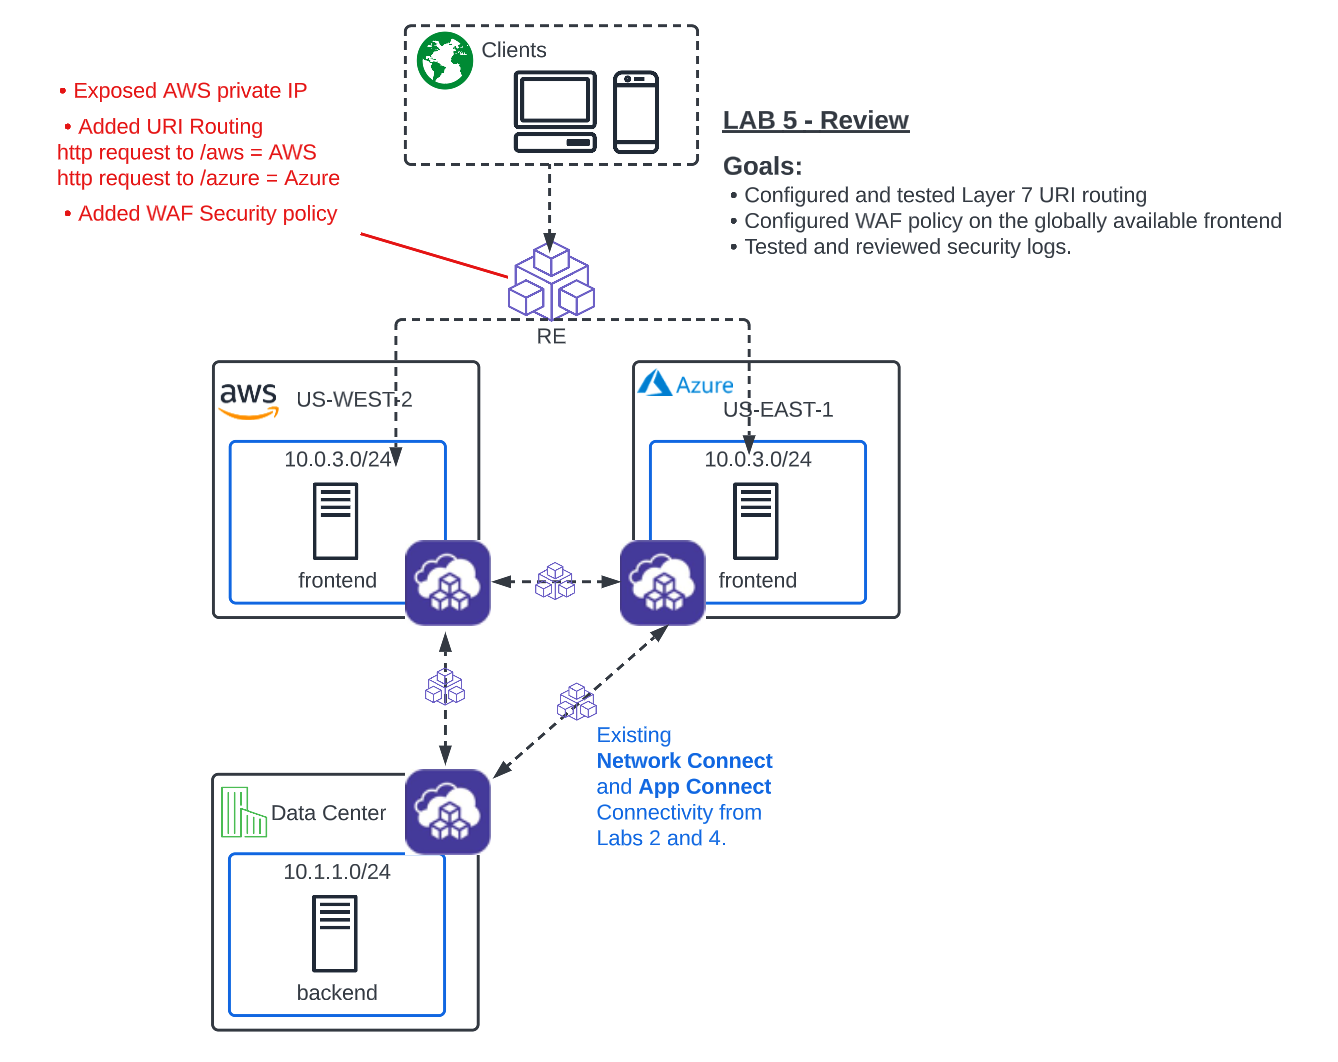 Clients
• Exposed AWS private IP
• Added URI Routing
http request to /aws = AWS
http request to /azure = Azure
• Added WAF Security policy
LAB 5 - Review
Goals:
• Configured and tested Layer 7 URI routing
• Configured WAF policy on the globally available frontend
• Tested and reviewed security logs.
RE
aws
US-WEST-2
10.0.3.0/24
frontend
Azure
US-EAST-1
10.0.3.0/24
frontend
Existing
Network Connect
and App Connect
Connectivity from
Labs 2 and 4.
Data Center
10.1.1.0/24
backend